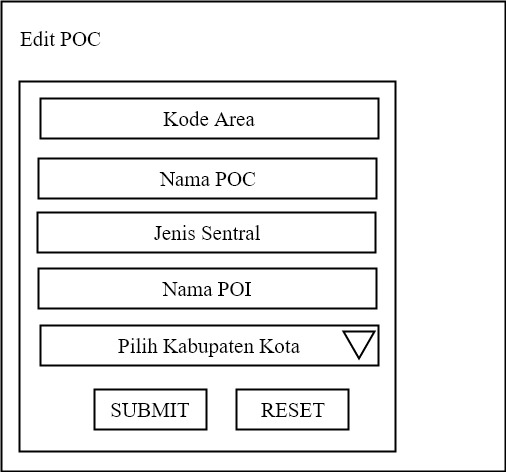 Edit POC
Kode Area
Nama POC
Jenis Sentral
Nama POI
Pilih Kabupaten Kota
SUBMIT RESET